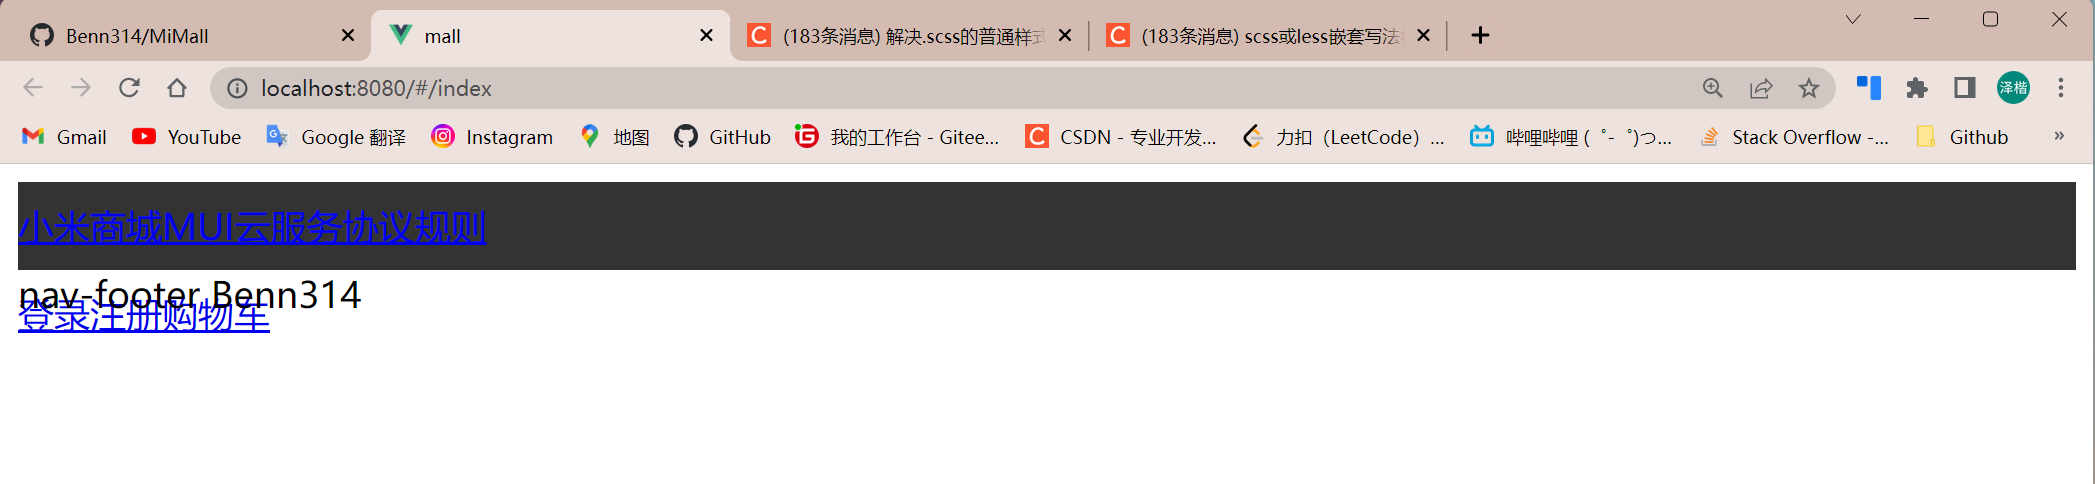 Benn314/MiMall
mall
(183条消息) 解决.scss的普通样式
(183条消息) scss或less嵌套写法
localhost:8080/#/index
泽楷
Gmail
YouTube
Google 翻译
Instagram
地图
GitHub
我的工作台 - Gitee...
CSDN - 专业开发...
力扣（LeetCode）...
哔哩哔哩 ( ゜- ゜)つ...
Stack Overflow -...
Github
»
小米商城MUI云服务协议规则
nav-footer Benn314
登录注册购物车